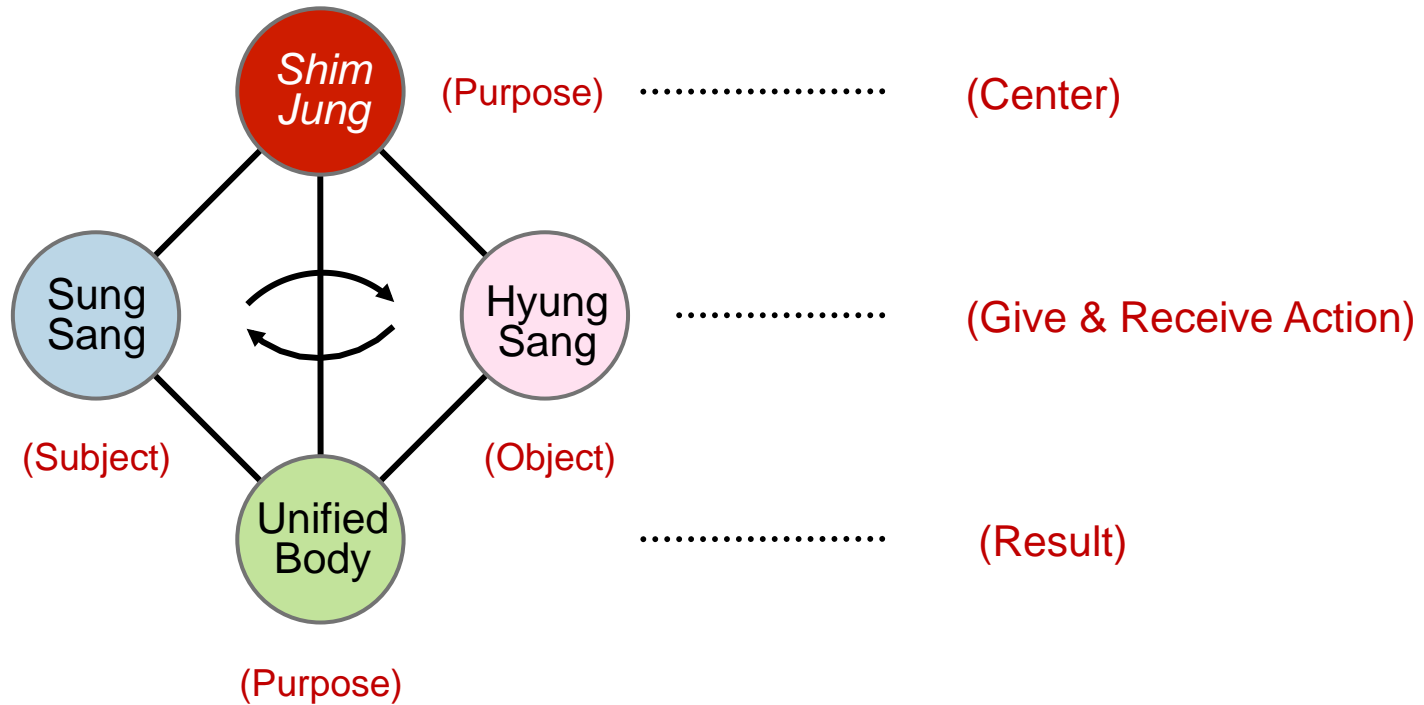 Shim
Jung
(Purpose)
(Center)
Sung
Sang
Hyung
Sang
(Give & Receive Action)
(Subject)
(Object)
Unified
Body
(Result)
(Purpose)